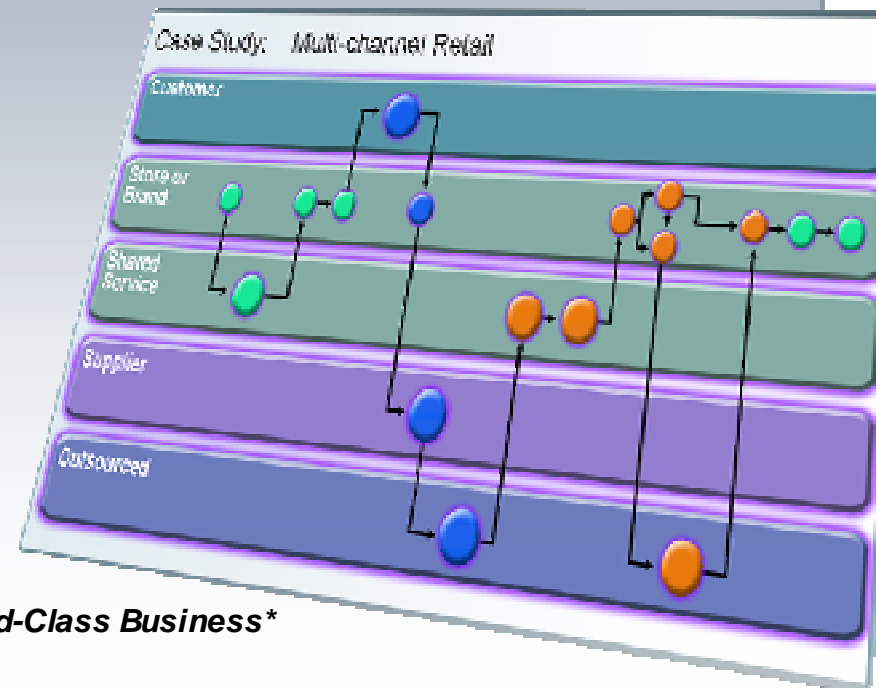 Case Study: Multi-channel Retail
Customer
Store or
Brand
Shared
Service
Supplier
Outsourced
d-Class Business*